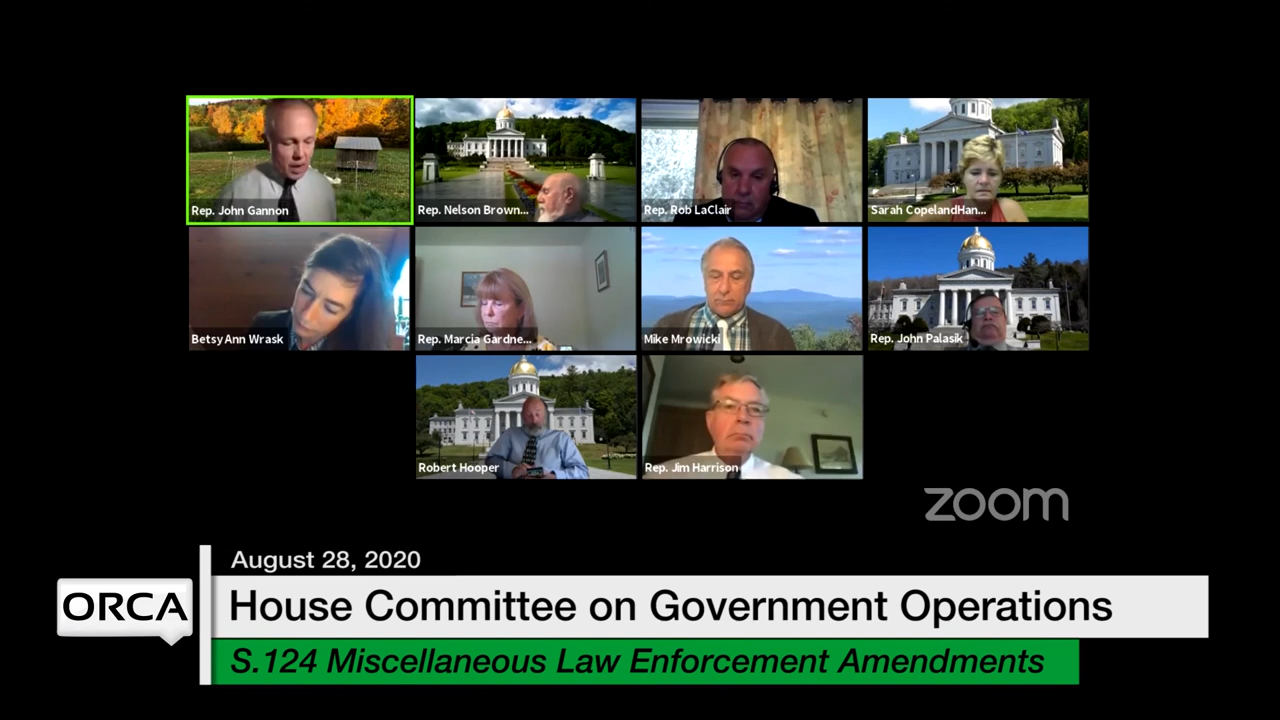 Rep. John Gannon
Rep. Nelson Brown...
Rep. Rob LaClair
Sarah CopelandHan...
Betsy Ann Wrask
Rep. Marcia Gardne...
Mike Mrowicki
Rep. John Palasik
Robert Hooper
Rep. Jim Harrison
zoom
August 28, 2020
ORCA
House Committee on Government Operations
S.124 Miscellaneous Law Enforcement Amendments